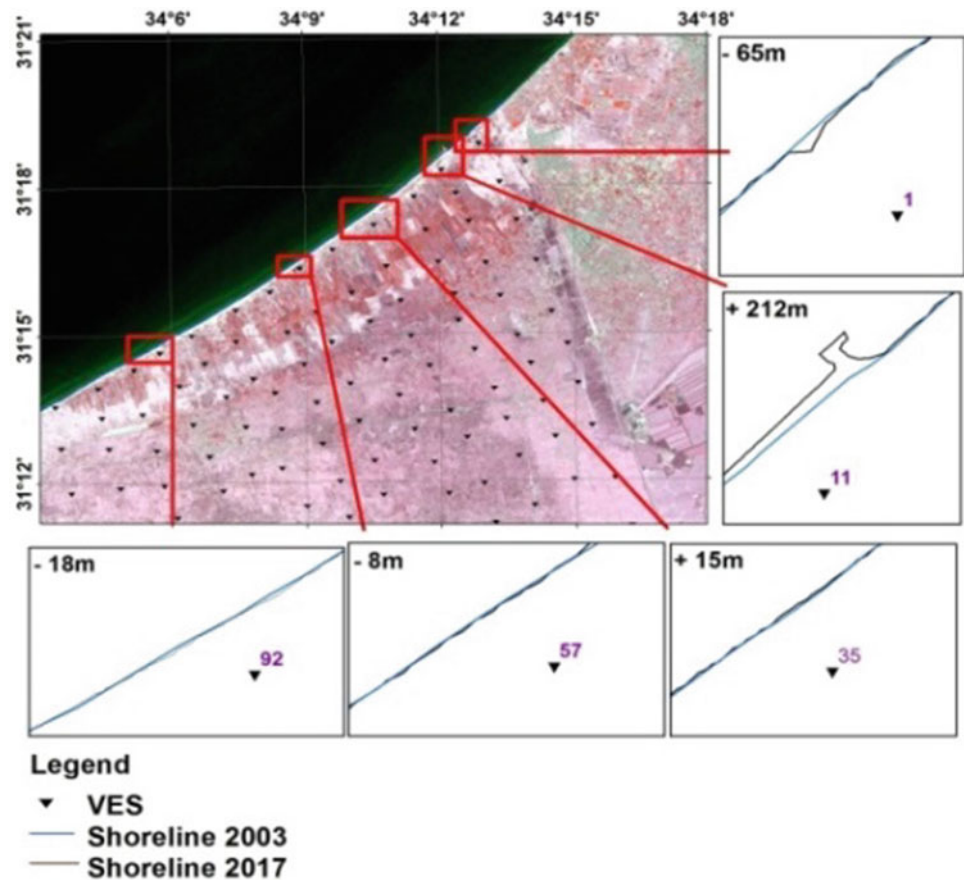 34°6' 34°9' 34°12' 34°15' 34°18'
31°21'
31°18'
31°15'
31°12'
- 65m
1
+ 212m
11
- 18m
92
- 8m
57
+ 15m
35
Legend
VES
Shoreline 2003
Shoreline 2017